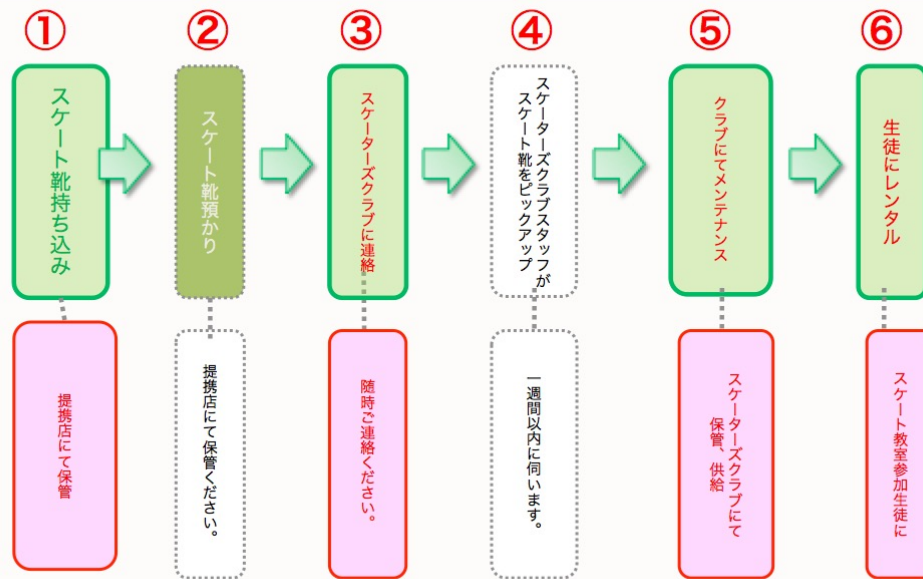 ①
スケート靴持ち込み
提携店にて保管
②
スケート靴預かり
提携店にて保管ください。
③
スケーターズクラブに連絡
随時ご連絡ください。
④
スケーターズクラブスタッフが
スケート靴をピックアップ
一週間以内に伺います。
⑤
クラブにてメンテナンス
スケーターズクラブにて
保管、供給
⑥
生徒にレンタル
スケート教室参加生徒に